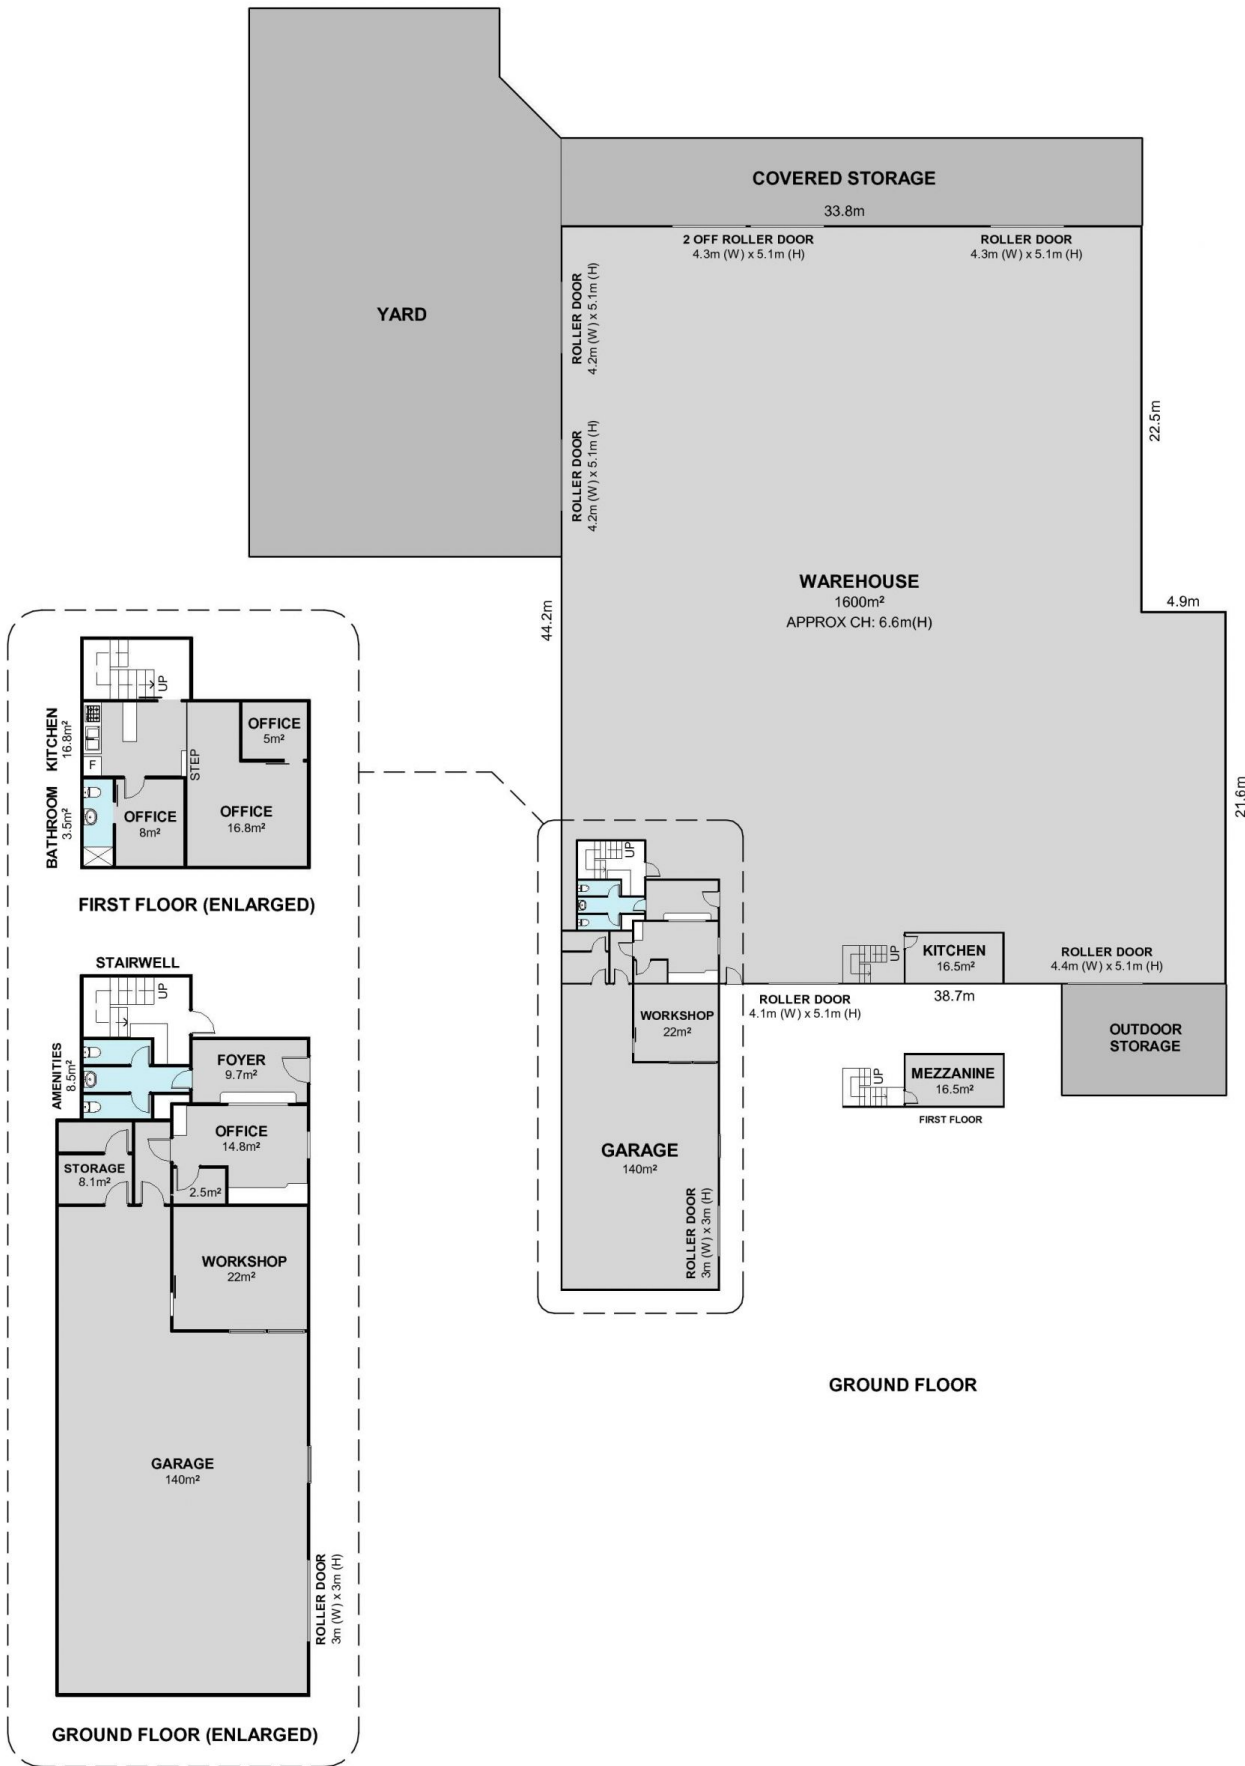 COVERED STORAGE
33.8m
2 OFF ROLLER DOOR
4.3m (W) x 5.1m (H)
ROLLER DOOR
4.3m (W) x 5.1m (H)
YARD
ROLLER DOOR
4.2m (W) x 5.1m (H)
ROLLER DOOR
4.2m (W) x 5.1m (H)
22.5m
WAREHOUSE
1600m²
APPROX CH: 6.6m(H)
4.9m
44.2m
21.6m
UP
KITCHEN
16.8m²
F
STEP
OFFICE
5m²
BATHROOM
3.5m²
OFFICE
8m²
OFFICE
16.8m²
FIRST FLOOR (ENLARGED)
STAIRWELL
UP
AMENITIES
8.5m²
FOYER
9.7m²
OFFICE
14.8m²
STORAGE
8.1m²
2.5m²
WORKSHOP
22m²
GARAGE
140m²
ROLLER DOOR
3m (W) x 3m (H)
GROUND FLOOR (ENLARGED)
UP
UP
KITCHEN
16.5m²
ROLLER DOOR
4.4m (W) x 5.1m (H)
38.7m
ROLLER DOOR
4.1m (W) x 5.1m (H)
WORKSHOP
22m²
OUTDOOR
STORAGE
UP
MEZZANINE
16.5m²
FIRST FLOOR
GARAGE
140m²
ROLLER DOOR
3m (W) x 3m (H)
GROUND FLOOR